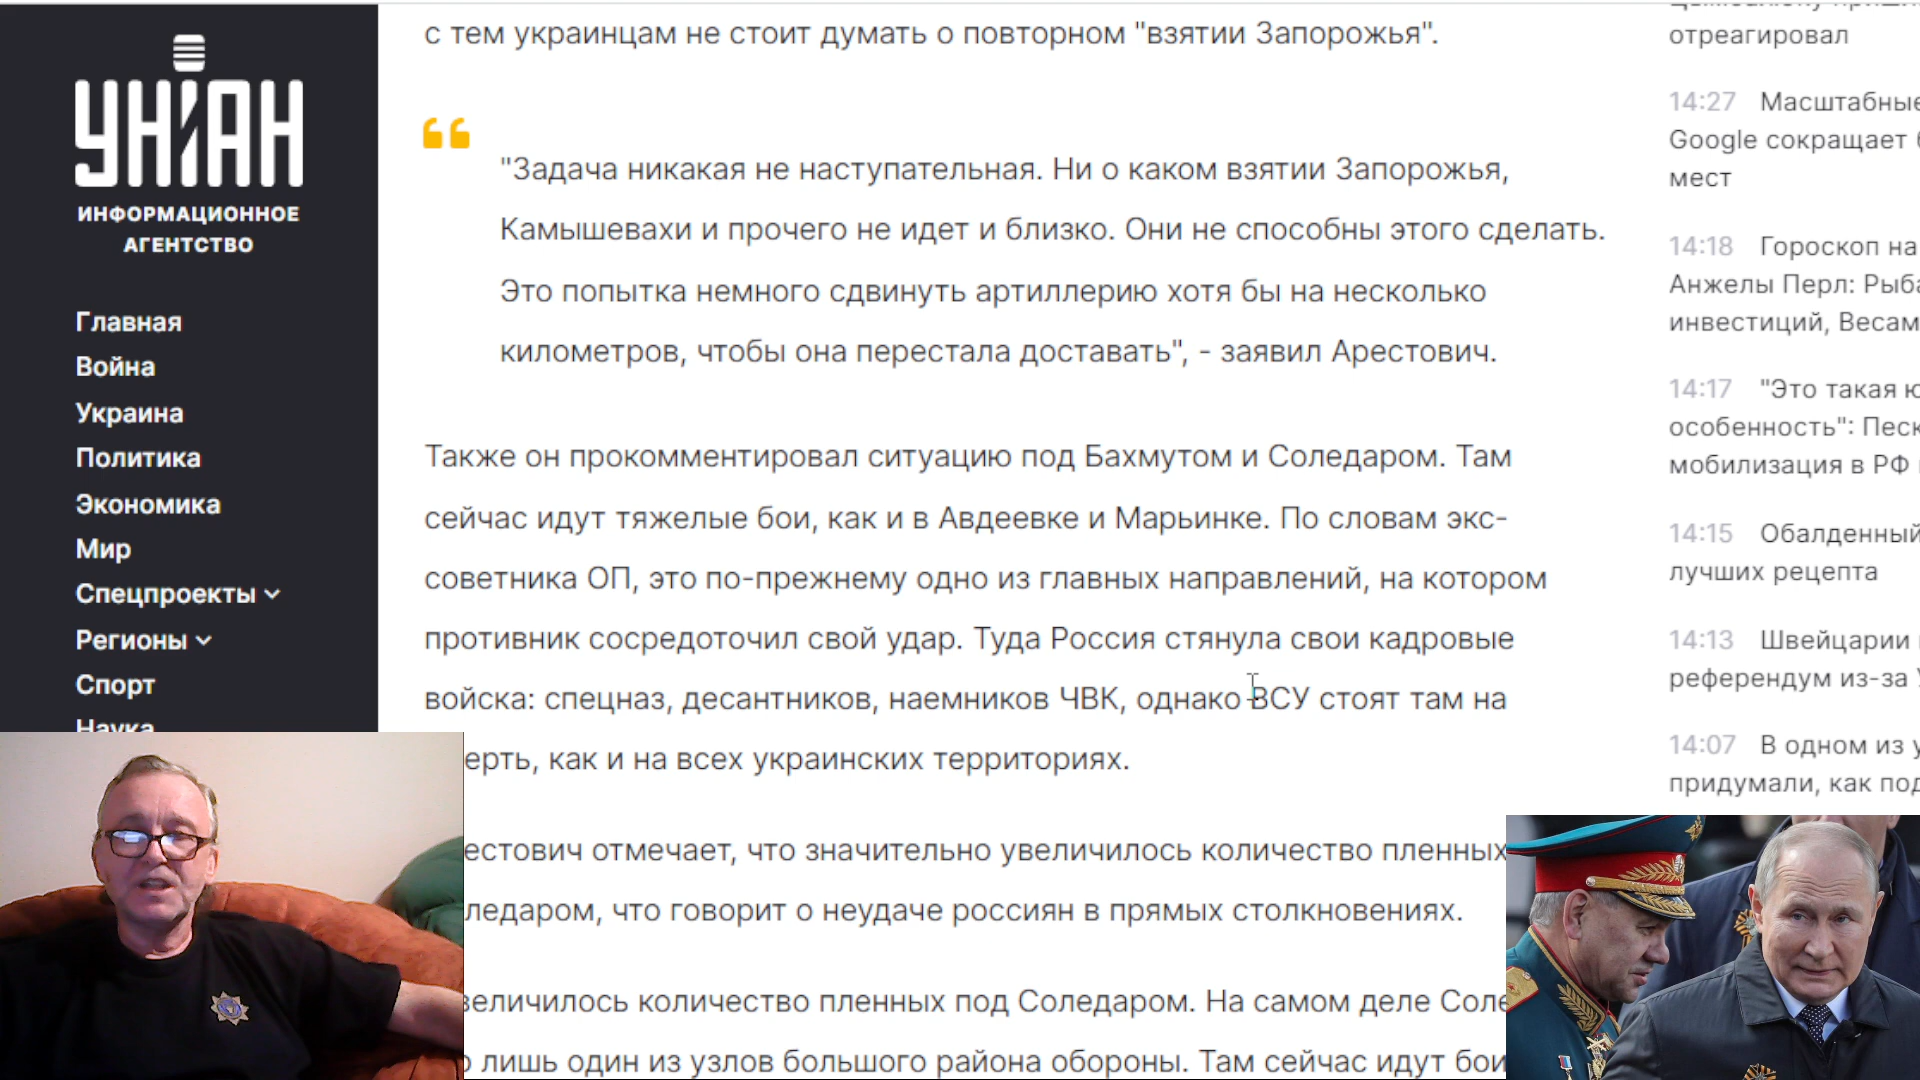 УНІАН
ИНФОРМАЦИОННОЕ
АГЕНТСТВО
Главная
Война
Украина
Политика
Экономика
Мир
Спецпроекты
Регионы
Спорт
Наука
с тем украинцам не стоит думать о повторном "взятии Запорожья".
"Задача никакая не наступательная. Ни о каком взятии Запорожья,
Камышевахи и прочего не идет и близко. Они не способны этого сделать.
Это попытка немного сдвинуть артиллерию хотя бы на несколько
километров, чтобы она перестала доставать", - заявил Арестович.
Также он прокомментировал ситуацию под Бахмутом и Соледаром. Там
сейчас идут тяжелые бои, как и в Авдеевке и Марьинке. По словам экс-
советника ОП, это по-прежнему одно из главных направлений, на котором
противник сосредоточил свой удар. Туда Россия стянула свои кадровые
войска: спецназ, десантников, наемников ЧВК, однако ВСУ стоят там на
ерть, как и на всех украинских территориях.
естович отмечает, что значительно увеличилось количество пленных
ледаром, что говорит о неудаче россиян в прямых столкновениях.
величилось количество пленных под Соледаром. На самом деле Соле
лишь один из узлов большого района обороны. Там сейчас идут бои
отреагировал
14:27 Масштабные
Google сокращает
мест
14:18 Гороскоп на
Анжелы Перл: Рыба
инвестиций, Весам
14:17 "Это такая ю
особенность": Песк
мобилизация в РФ
14:15 Обалденный
лучших рецепта
14:13 Швейцарии
референдум из-за
14:07 В одном из
придумали, как под